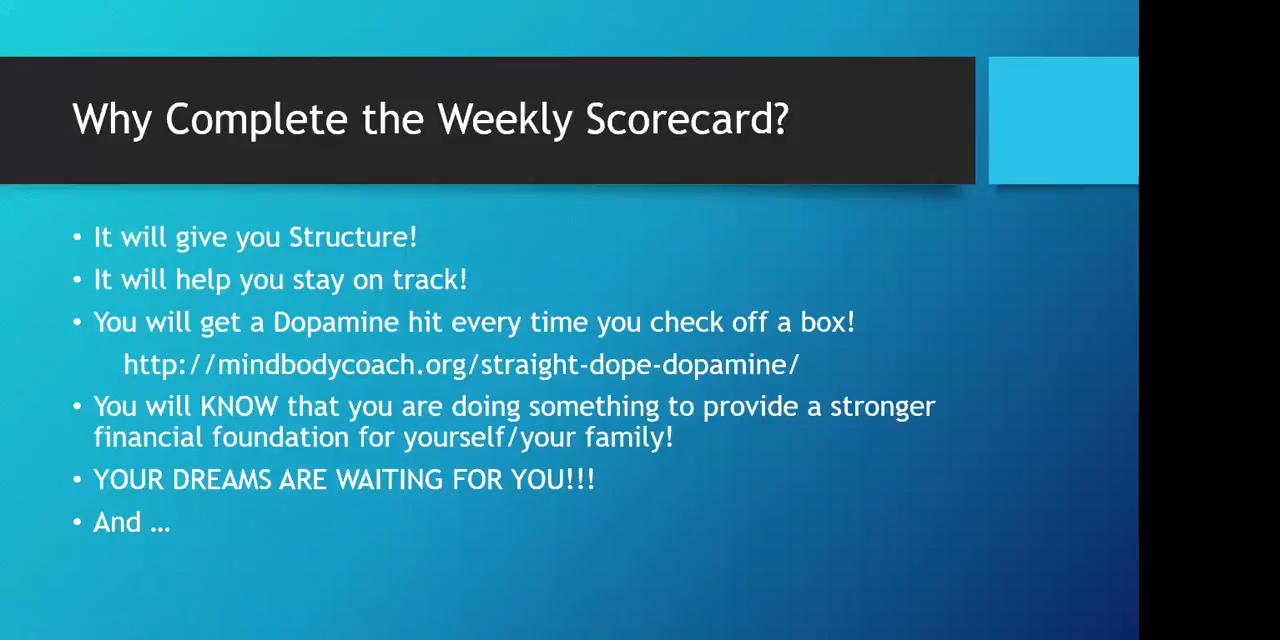 Why Complete the Weekly Scorecard?
• It will give you Structure!
• It will help you stay on track!
• You will get a Dopamine hit every time you check off a box!
http://mindbodycoach.org/straight-dope-dopamine/
• You will KNOW that you are doing something to provide a stronger
financial foundation for yourself/your family!
• YOUR DREAMS ARE WAITING FOR YOU!!!
• And …